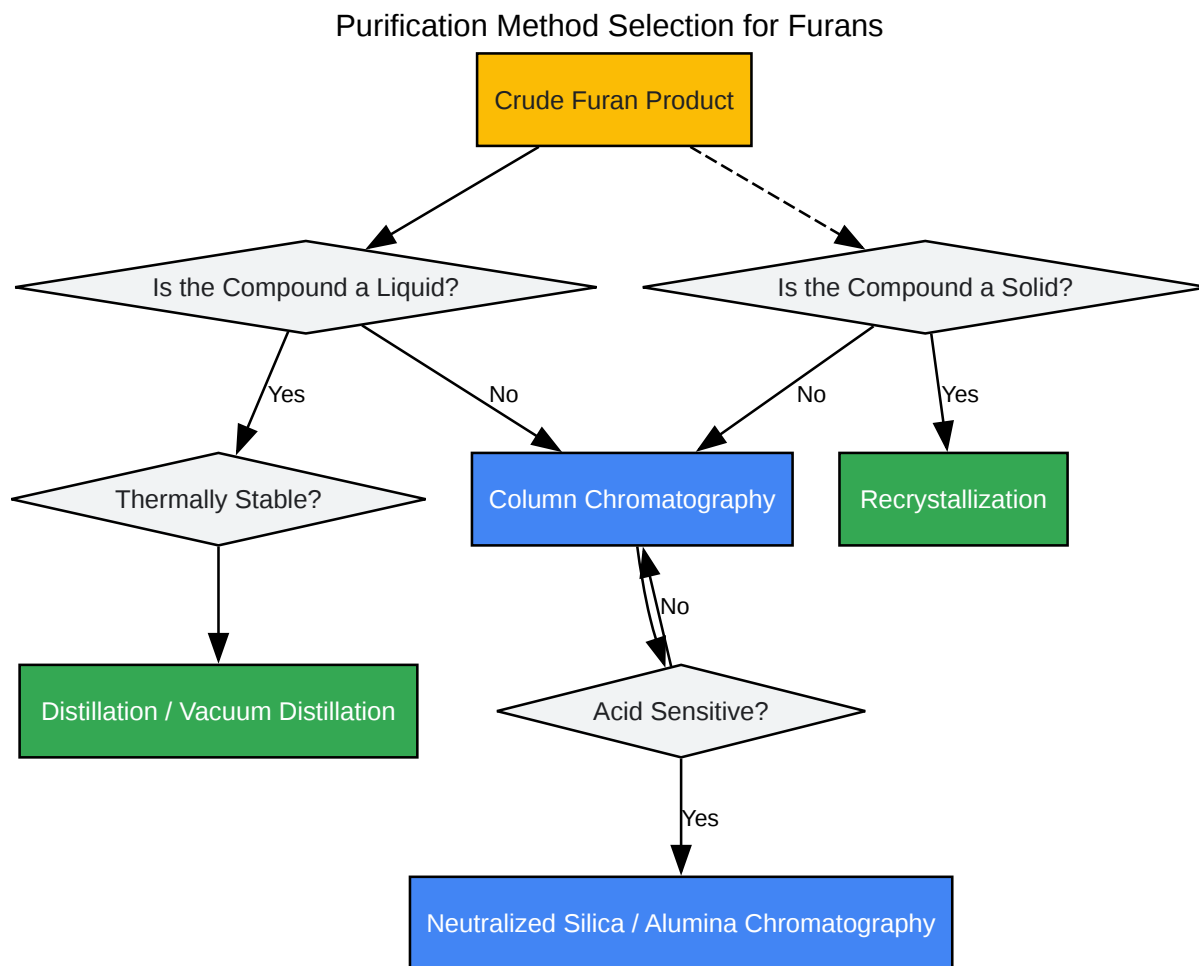 Purification Method Selection for Furans
Crude Furan Product
Is the Compound a Liquid?
Is the Compound a Solid?
Yes
No
No
Yes
Thermally Stable?
Column Chromatography
Recrystallization
No
Distillation / Vacuum Distillation
Acid Sensitive?
Yes
Neutralized Silica / Alumina Chromatography